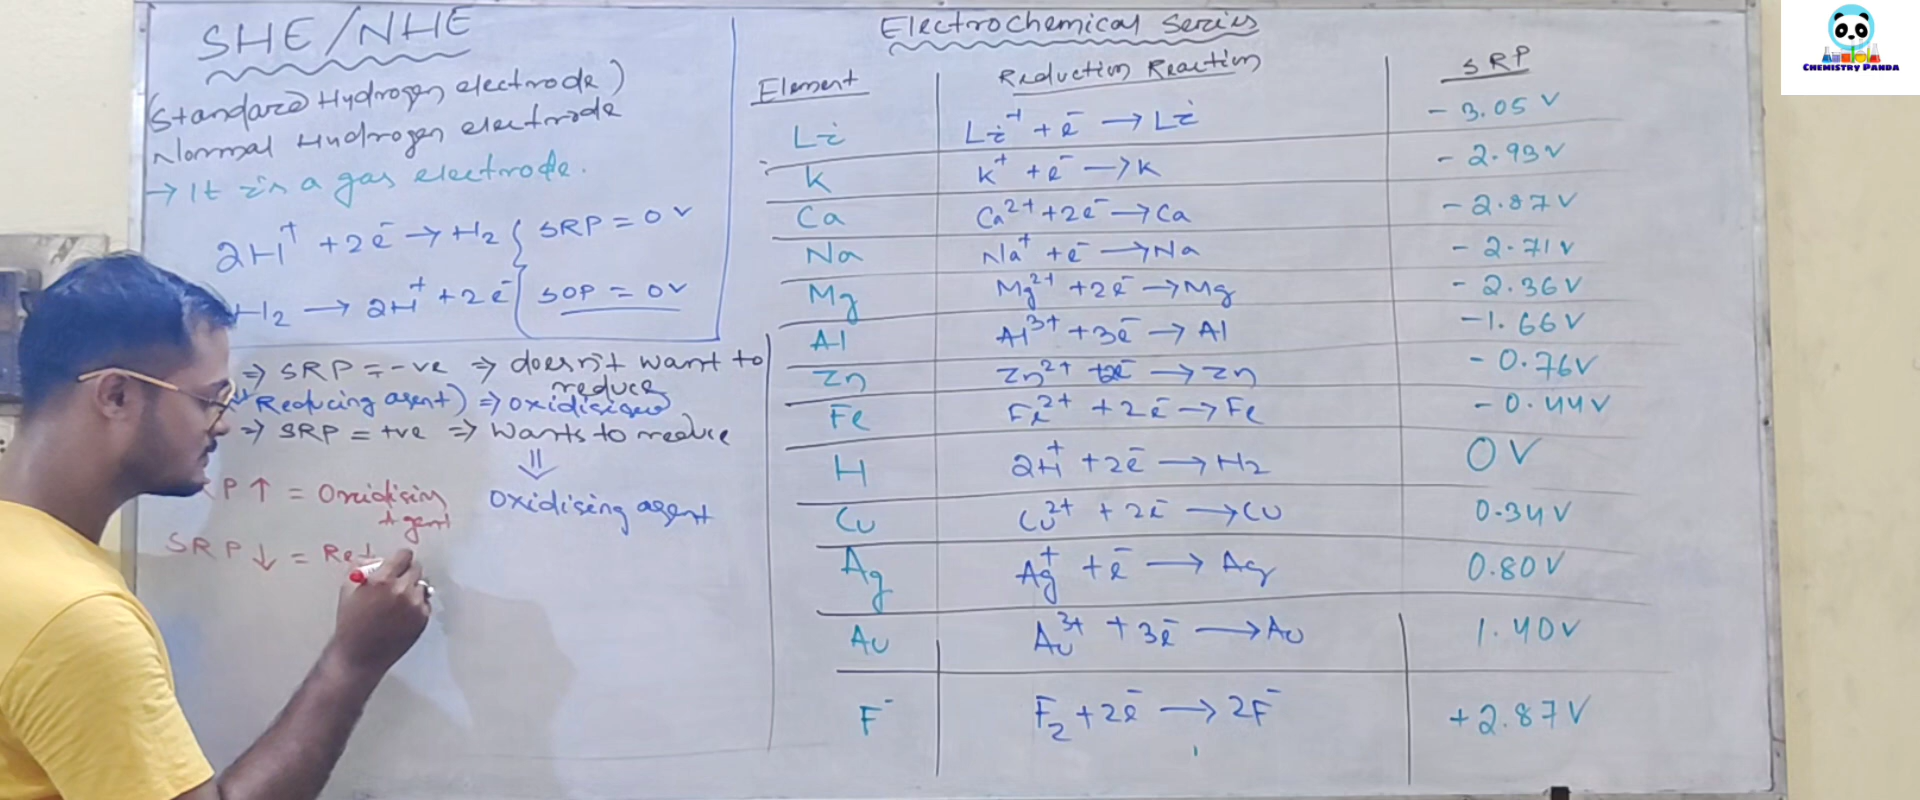 SHE/NHE
(Standard Hydrogen electrode)
Normal Hydrogen electrode
→ It is a gas electrode.
2H⁺ + 2e⁻ → H₂ { SRP = 0 V
H₂ → 2H⁺ + 2e⁻ { SOP = 0V
⇒ SRP = -ve ⇒ doesn't want to reduce
Reducing agent) ⇒ oxidising
⇒ SRP = +ve ⇒ Wants to reduce
⇓
Oxidising agent
RP ↑ = Oxidising Agent
SRP ↓ = Red
Electrochemical Series
Element Reduction Reaction SRP
Li Li⁺ + e⁻ → Li - 3.05 V
K K⁺ + e⁻ → K - 2.93 V
Ca Ca²⁺ + 2e⁻ → Ca - 2.87 V
Na Na⁺ + e⁻ → Na - 2.71 V
Mg Mg²⁺ + 2e⁻ → Mg - 2.36 V
Al Al³⁺ + 3e⁻ → Al -1.66 V
Zn Zn²⁺ + 2e⁻ → Zn - 0.76V
Fe Fe²⁺ + 2e⁻ → Fe - 0.44 V
H 2H⁺ + 2e⁻ → H₂ 0 V
Cu Cu²⁺ + 2e⁻ → Cu 0.34 V
Ag Ag⁺ + e⁻ → Ag 0.80 V
Au Au³⁺ + 3e⁻ → Au 1.40 V
F⁻ F₂ + 2e⁻ → 2F⁻ +2.87 V
CHEMISTRY PANDA